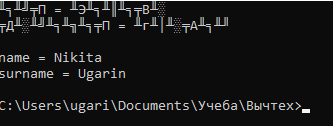 ╨╕╨╝╤П = ╨Э╨╕╨║╨╕╤В╨░
╤Д╨░╨╝╨╕╨╗╨╕╤П = ╨г╨│╨░╤А╨╕╨╜
name = Nikita
surname = Ugarin
C:\Users\ugari\Documents\Учеба\Вычтех>